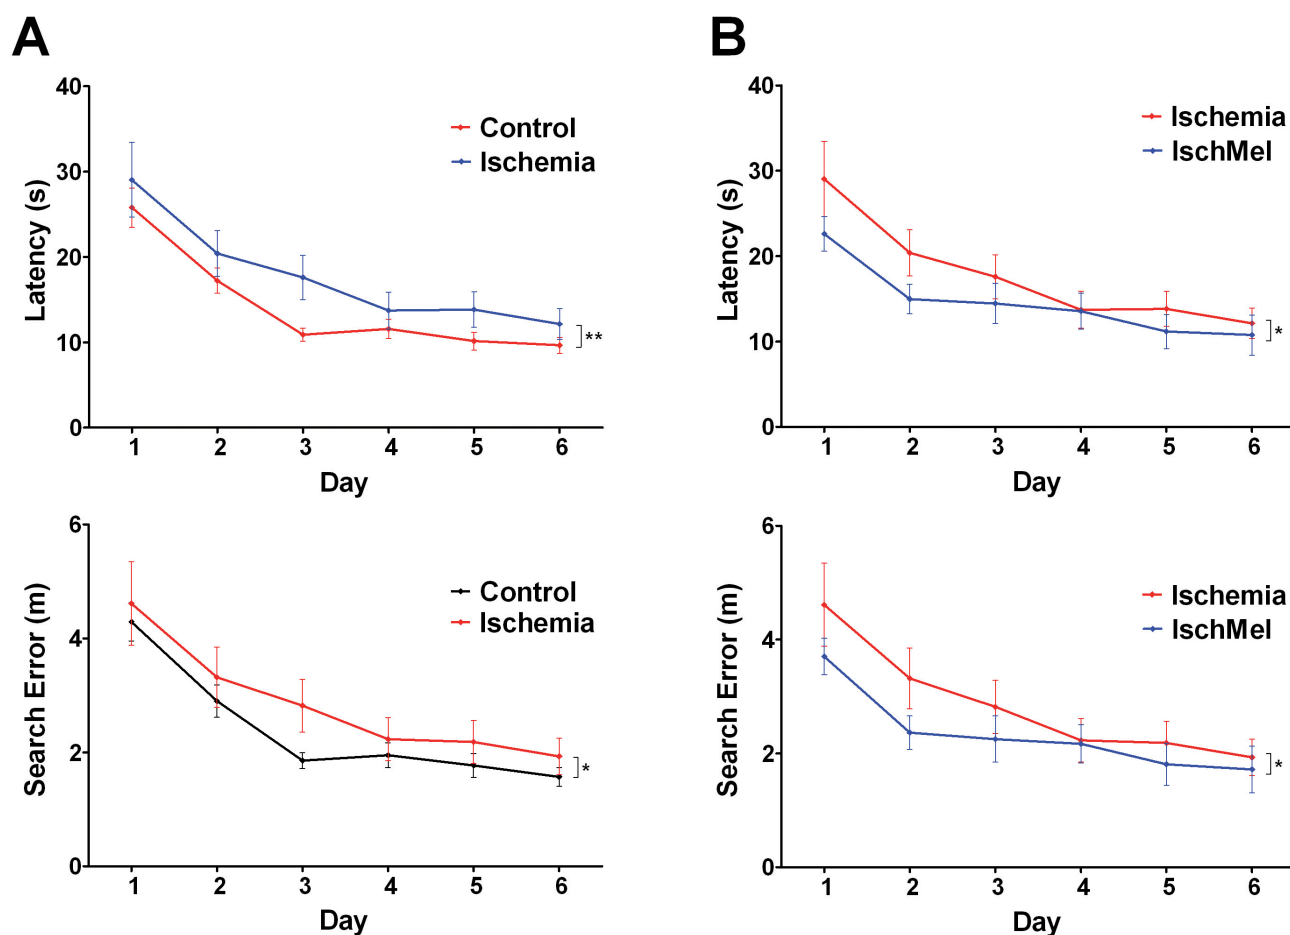 A
40
30
20
10
0
Latency (s)
Control
Ischemia
**
1 2 3 4 5 6
Day
B
40
30
20
10
0
Latency (s)
Ischemia
IschMel
*
1 2 3 4 5 6
Day
6
4
2
0
Search Error (m)
Control
Ischemia
*
1 2 3 4 5 6
Day
6
4
2
0
Search Error (m)
Ischemia
IschMel
*
1 2 3 4 5 6
Day